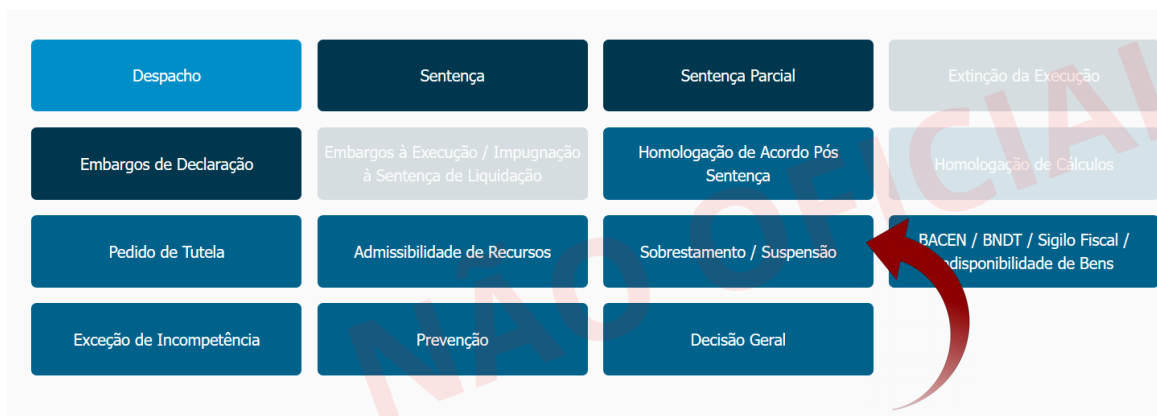 Despacho
Sentença
Sentença Parcial
Extinção da Execução
Embargos de Declaração
Embargos à Execução / Impugnação
à Sentença de Liquidação
Homologação de Acordo Pós
Sentença
Homologação de Cálculos
Pedido de Tutela
Admissibilidade de Recursos
Sobrestamento / Suspensão
BACEN / BNDT / Sigilo Fiscal /
ndisponibilidade de Bens
Exceção de Incompetência
Prevenção
Decisão Geral
NÃO OFICIAL